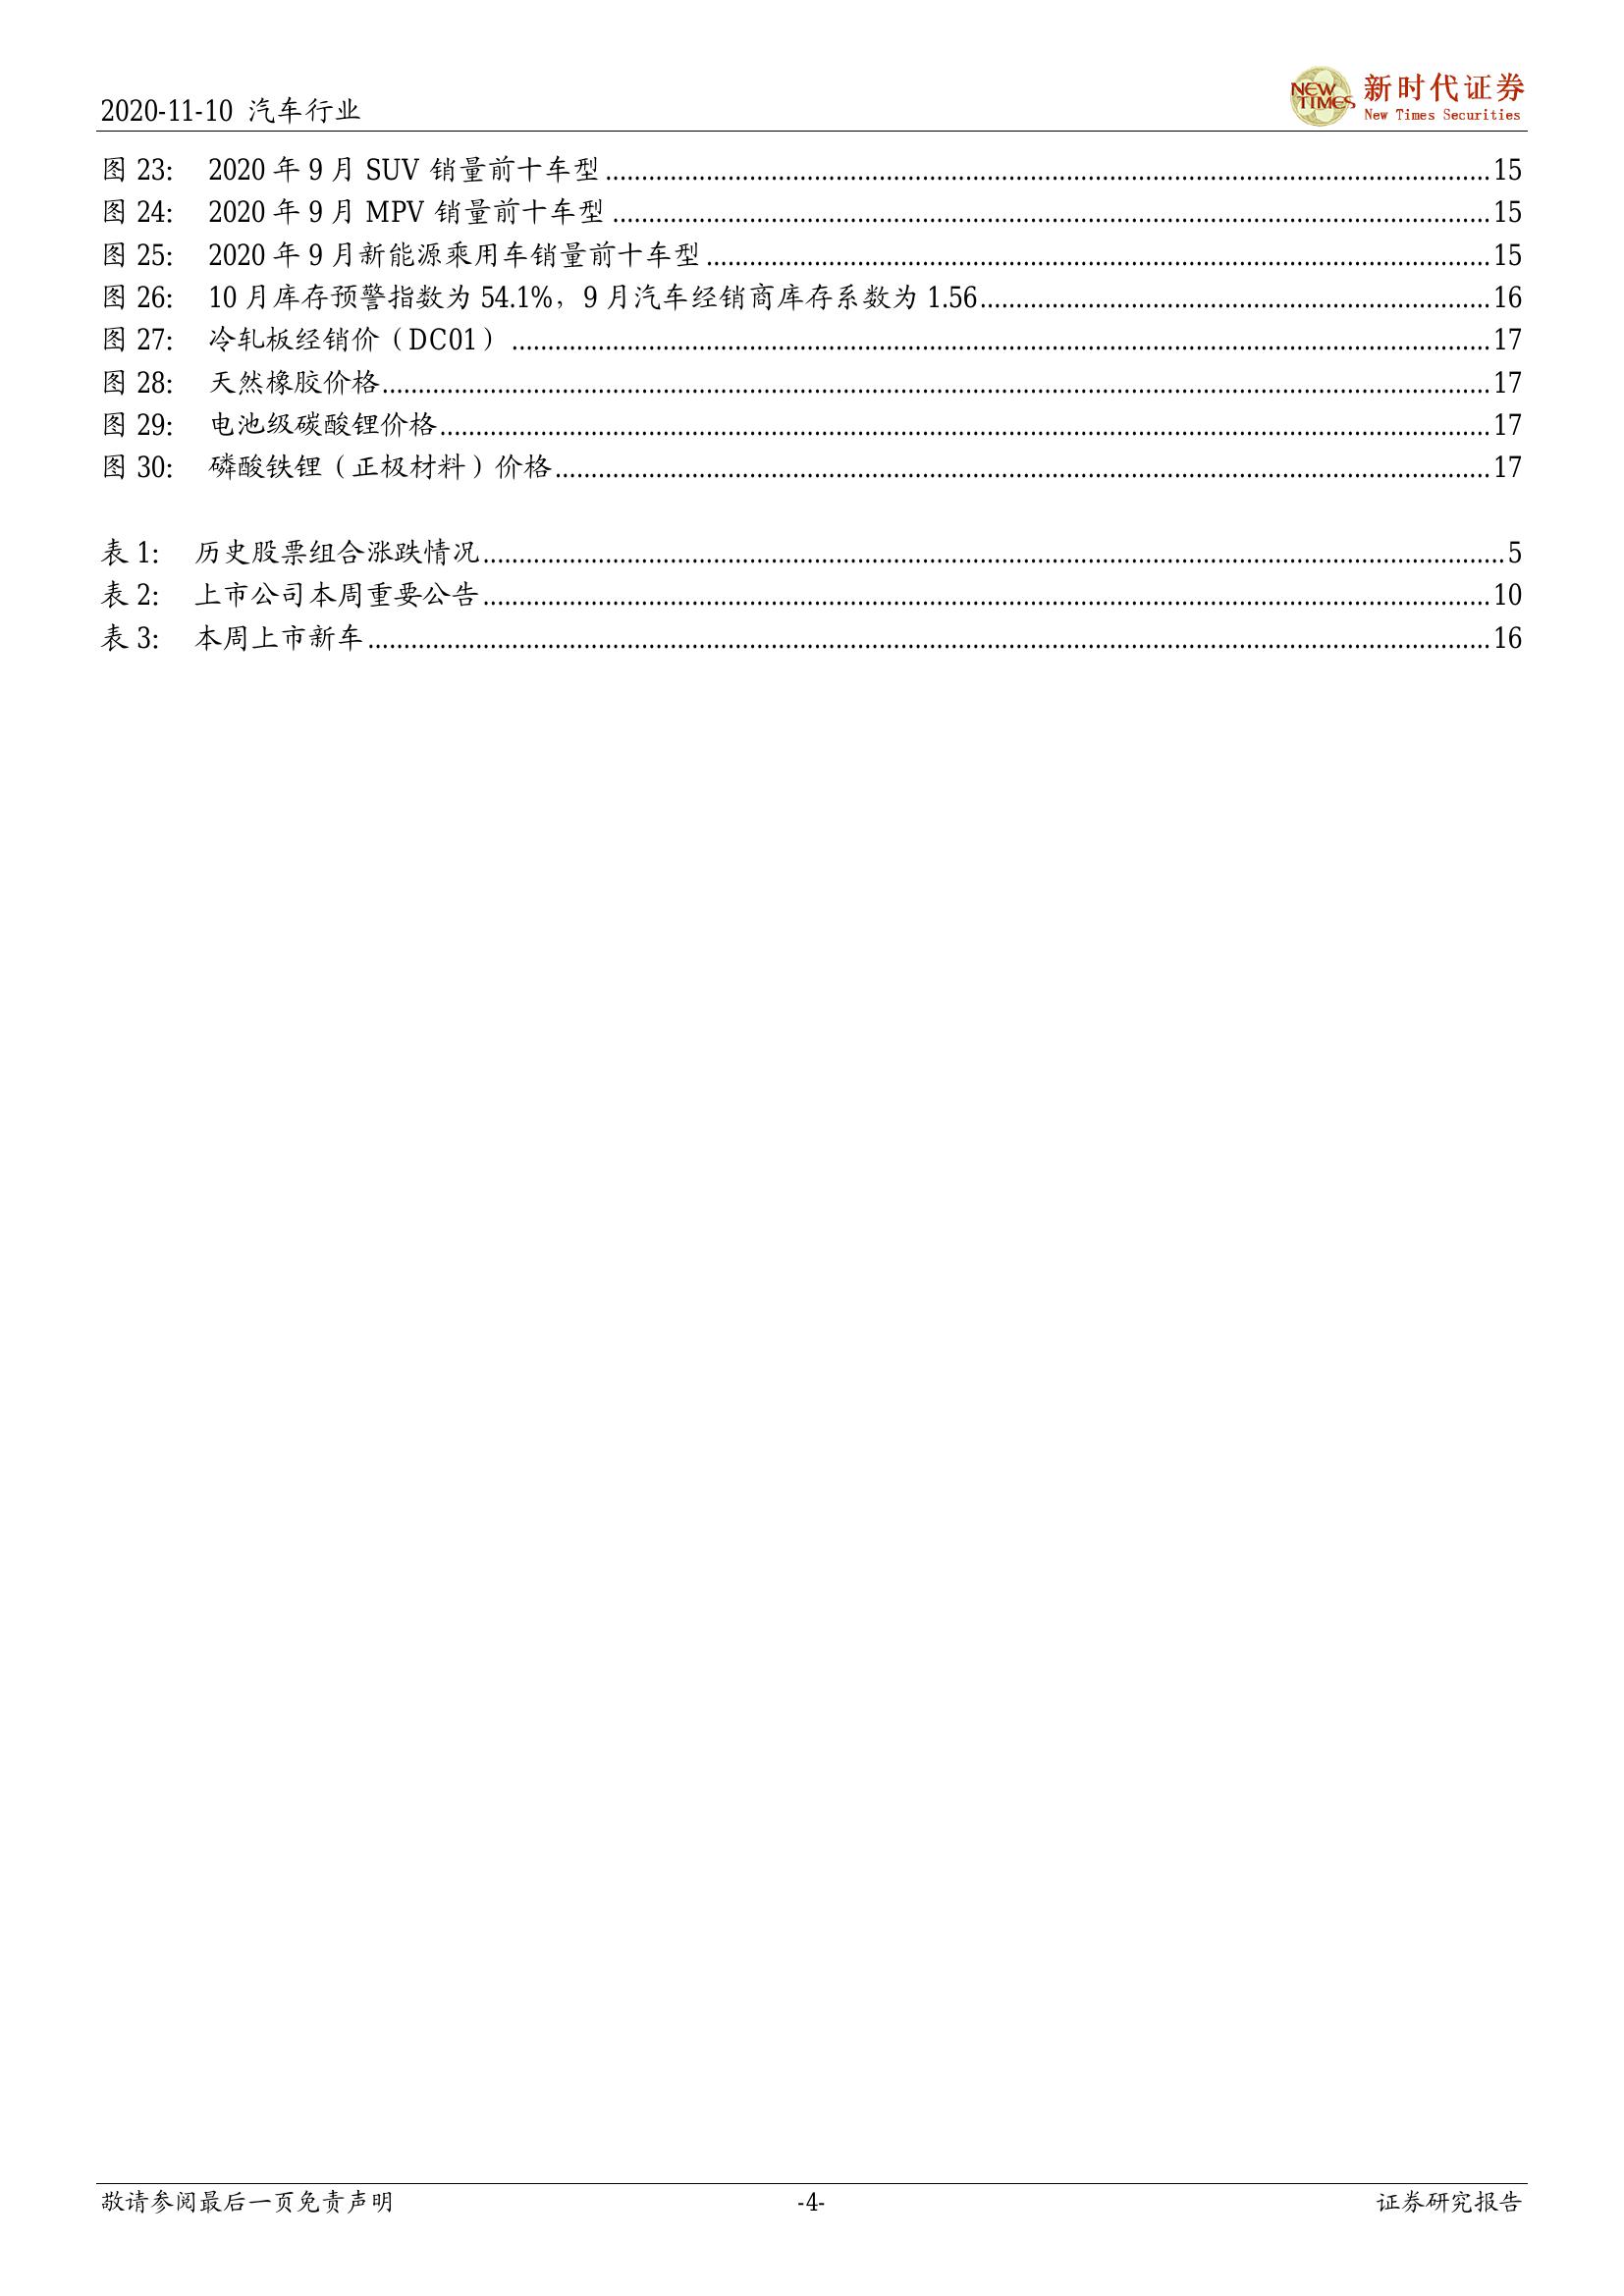 2020-11-10 汽车行业
NEW TIMES 新时代证券
New Times Securities
图 23: 2020 年 9 月 SUV 销量前十车型 15
图 24: 2020 年 9 月 MPV 销量前十车型 15
图 25: 2020 年 9 月新能源乘用车销量前十车型 15
图 26: 10 月库存预警指数为 54.1%，9 月汽车经销商库存系数为 1.56 16
图 27: 冷轧板经销价（DC01） 17
图 28: 天然橡胶价格 17
图 29: 电池级碳酸锂价格 17
图 30: 磷酸铁锂（正极材料）价格 17
表 1: 历史股票组合涨跌情况 5
表 2: 上市公司本周重要公告 10
表 3: 本周上市新车 16
敬请参阅最后一页免责声明 -4- 证券研究报告